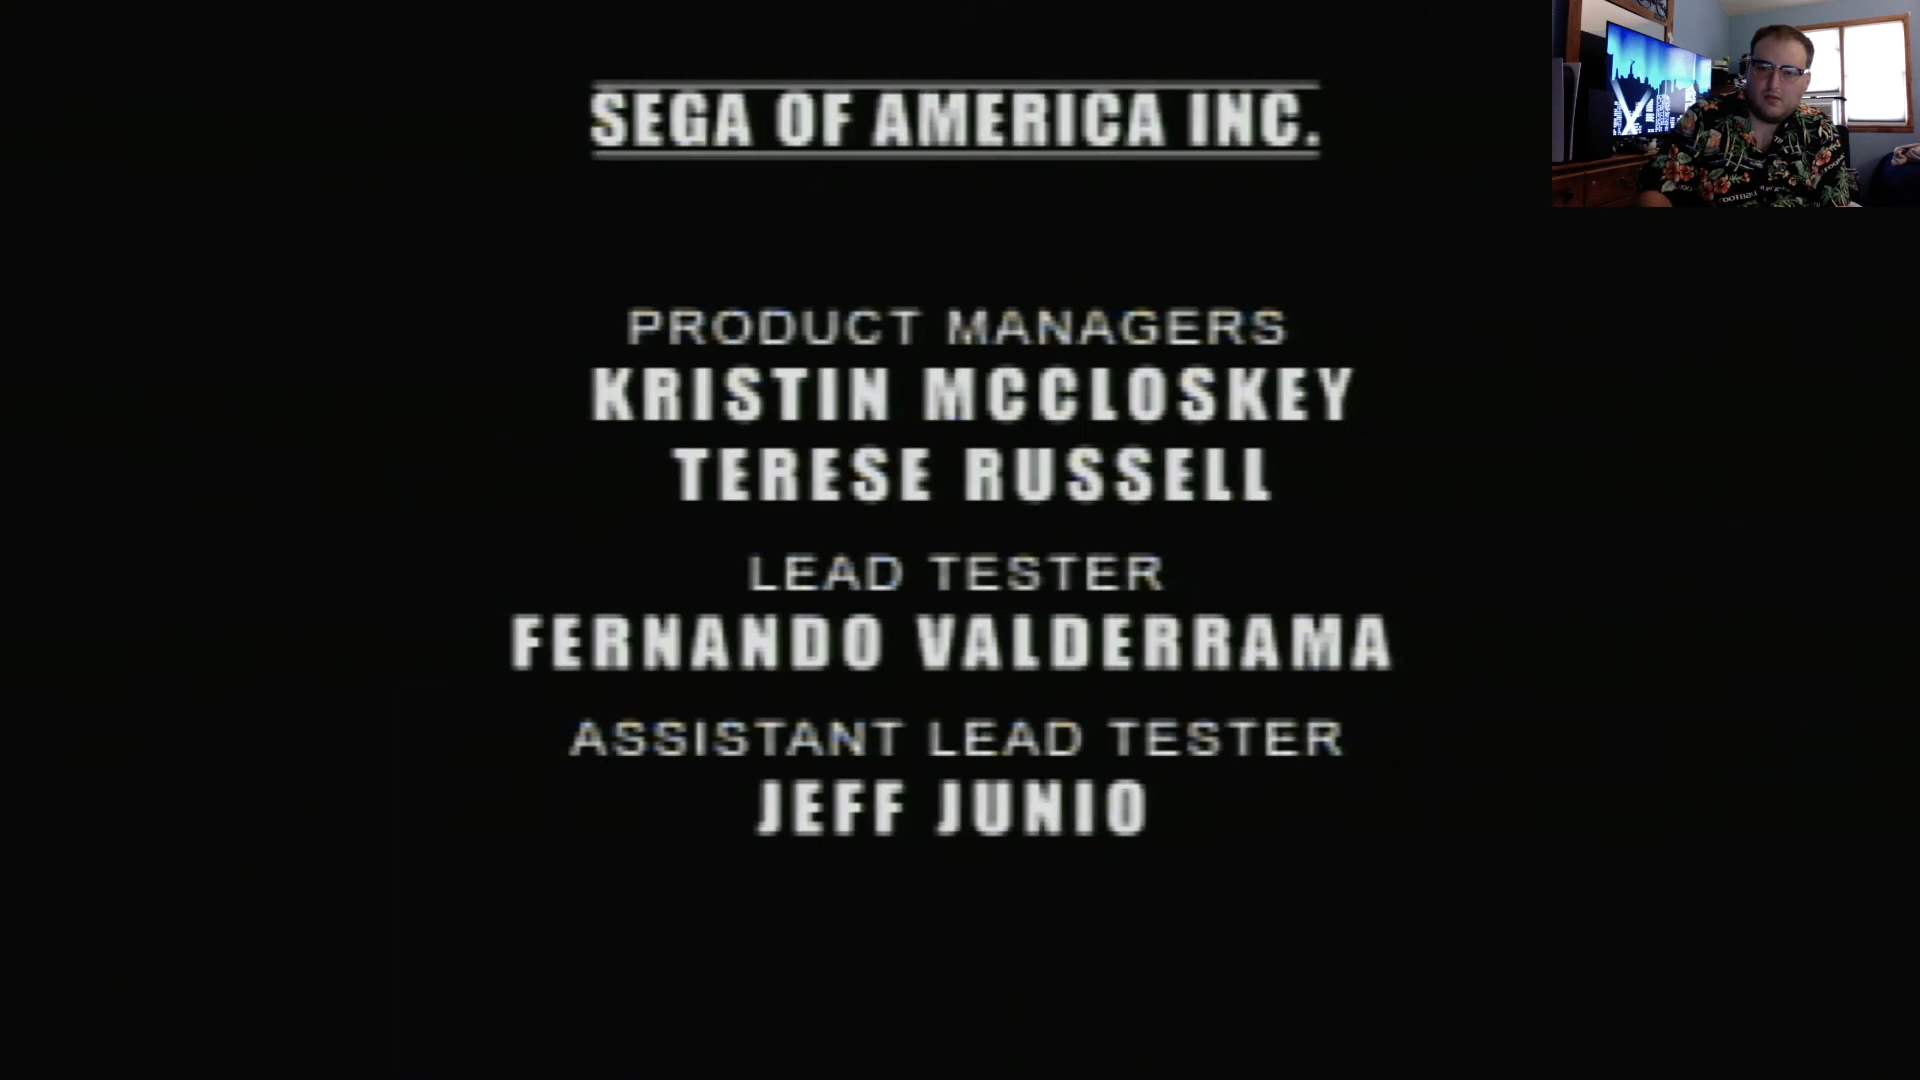 SEGA OF AMERICA INC.
PRODUCT MANAGERS
KRISTIN MCCLOSKEY
TERESE RUSSELL
LEAD TESTER
FERNANDO VALDERRAMA
ASSISTANT LEAD TESTER
JEFF JUNIO